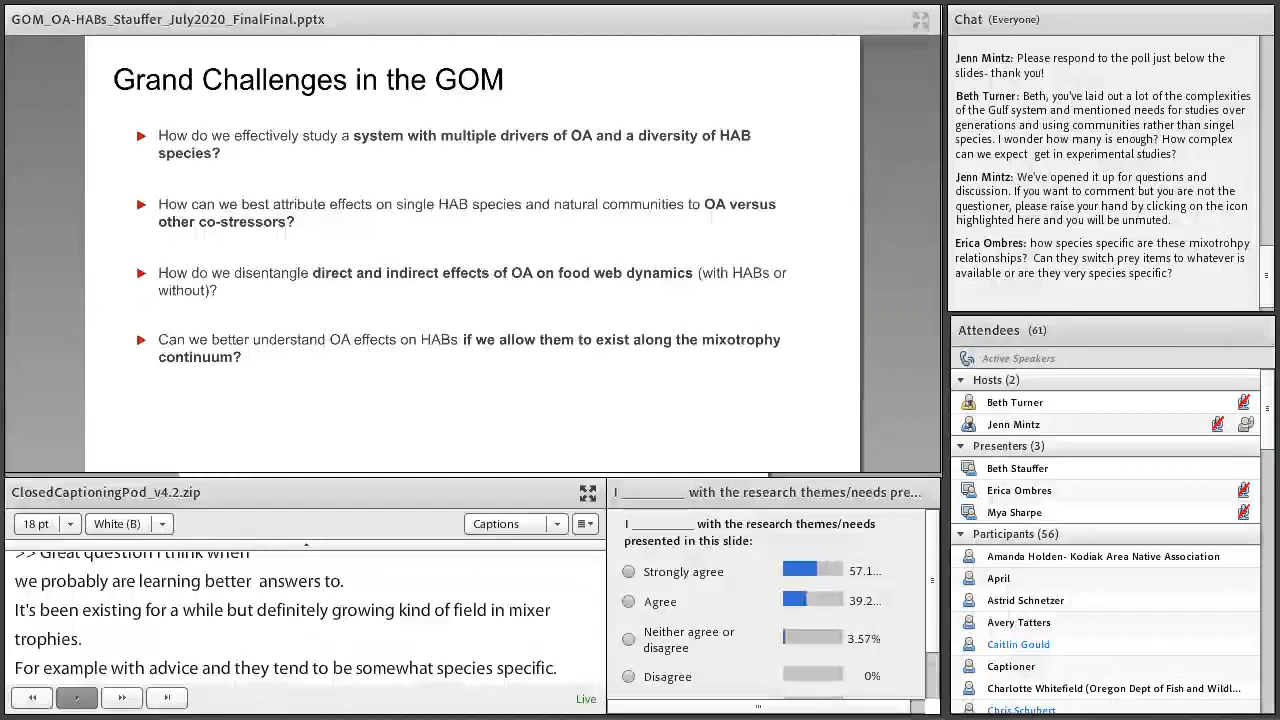 GOM_OA-HABs_Stauffer_July2020_FinalFinal.pptx
Grand Challenges in the GOM
How do we effectively study a system with multiple drivers of OA and a diversity of HAB
species?
How can we best attribute effects on single HAB species and natural communities to OA versus
other co-stressors?
How do we disentangle direct and indirect effects of OA on food web dynamics (with HABs or
without)?
Can we better understand OA effects on HABs if we allow them to exist along the mixotrophy
continuum?
Chat (Everyone)
Jenn Mintz: Please respond to the poll just below the
slides- thank you!
Beth Turner: Beth, you've laid out a lot of the complexities
of the Gulf system and mentioned needs for studies over
generations and using communities rather than singel
species. I wonder how many is enough? How complex
can we expect get in experimental studies?
Jenn Mintz: We've opened it up for questions and
discussion. If you want to comment but you are not the
questioner, please raise your hand by clicking on the icon
highlighted here and you will be unmuted.
Erica Ombres: how species specific are these mixotrohpy
relationships? Can they switch prey items to whatever is
available or are they very species specific?
Attendees (61)
Active Speakers
Hosts (2)
Beth Turner
Jenn Mintz
Presenters (3)
Beth Stauffer
Erica Ombres
Mya Sharpe
Participants (56)
Amanda Holden- Kodiak Area Native Association
April
Astrid Schnetzer
Avery Tatters
Caitlin Gould
Captioner
Charlotte Whitefield (Oregon Dept of Fish and Wildl...
Chris Schubert
ClosedCaptioningPod_v4.2.zip
18 pt
White (B)
Captions
>> Great question I think when
we probably are learning better answers to.
It's been existing for a while but definitely growing kind of field in mixer
trophies.
For example with advice and they tend to be somewhat species specific.
Live
I _________ with the research themes/needs pre...
I _________ with the research themes/needs
presented in this slide:
Strongly agree 57.1...
Agree 39.2...
Neither agree or
disagree 3.57%
Disagree 0%